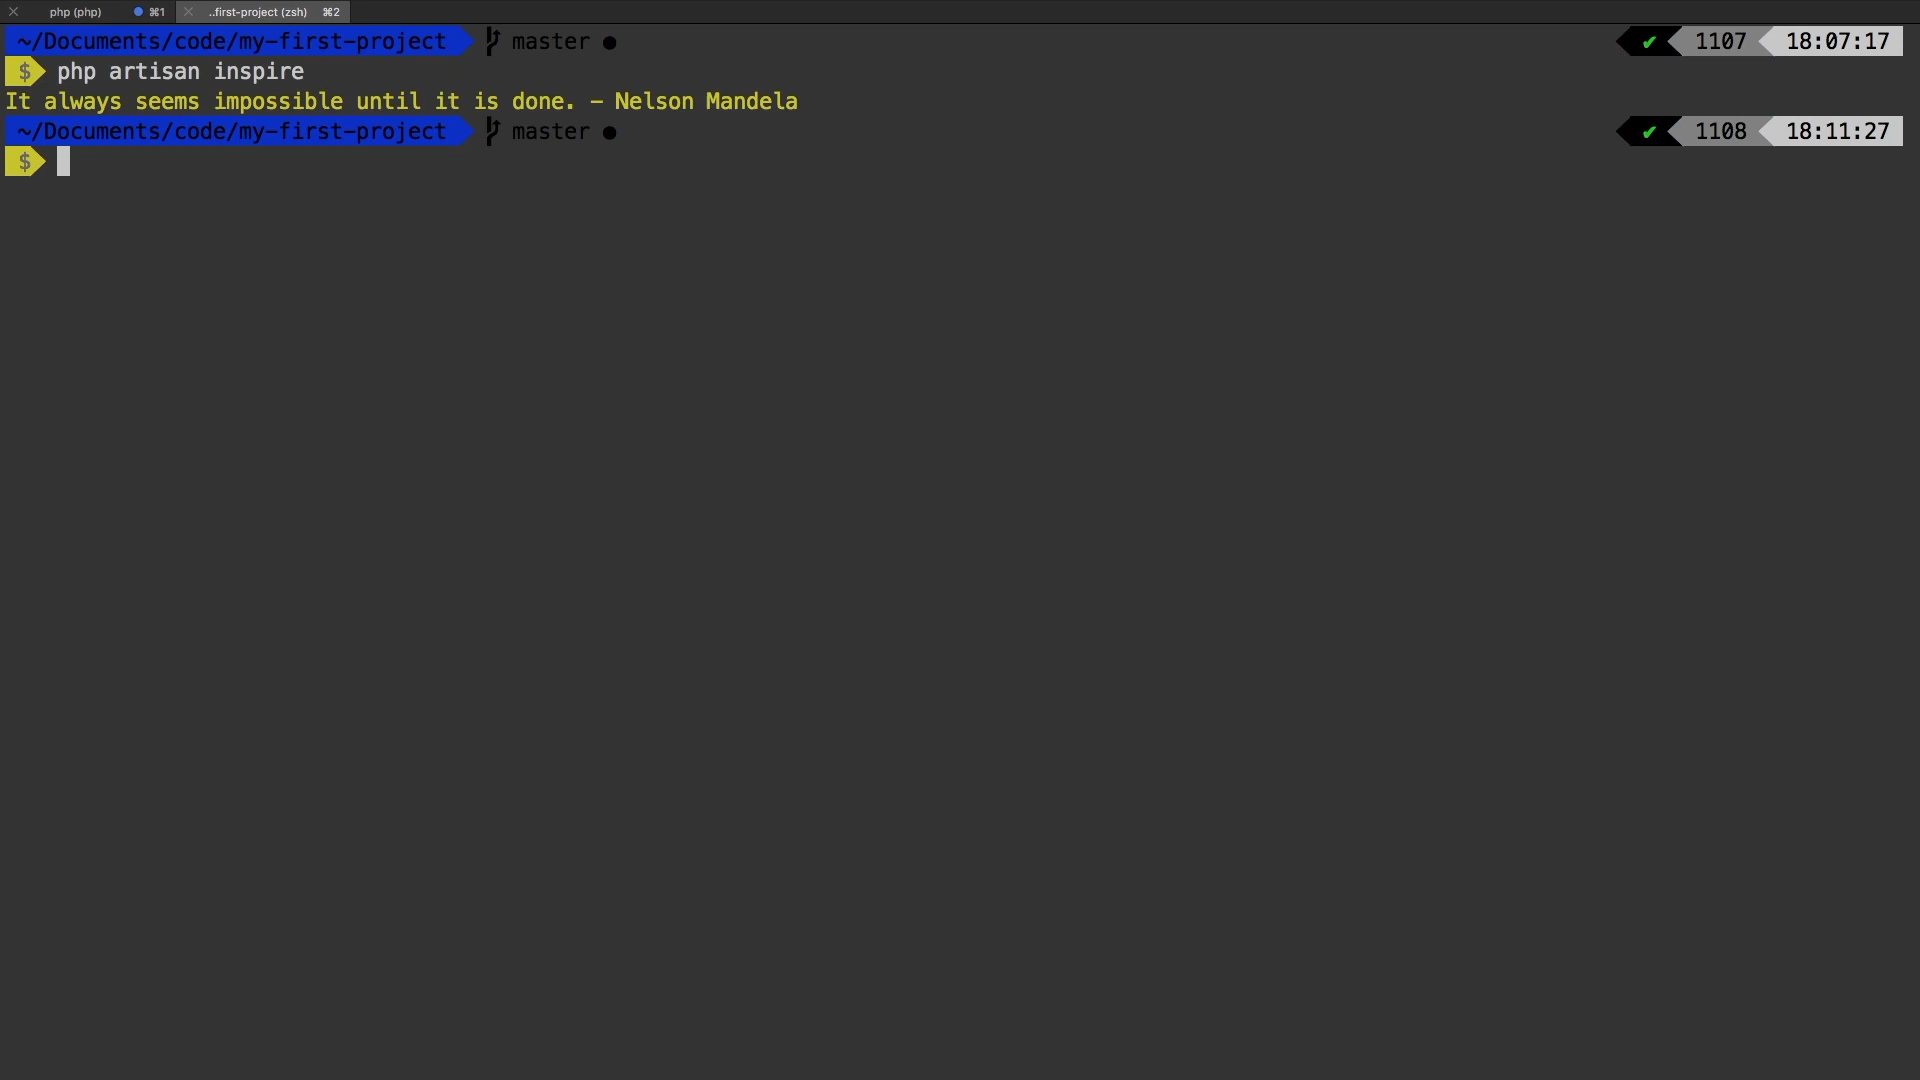 php (php) ⌘1 ..first-project (zsh) ⌘2
~/Documents/code/my-first-project master ● ✔ 1107 18:07:17
$ php artisan inspire
It always seems impossible until it is done. - Nelson Mandela
~/Documents/code/my-first-project master ● ✔ 1108 18:11:27
$